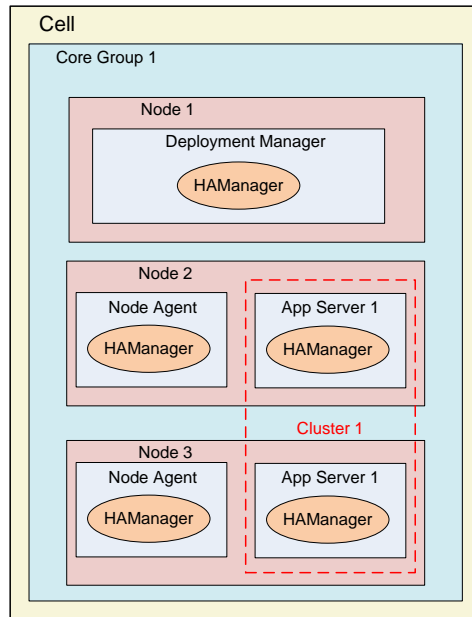 Cell
Core Group 1
Node 1
Deployment Manager
HAManager
Node 2
Node Agent
HAManager
App Server 1
HAManager
Cluster 1
Node 3
Node Agent
HAManager
App Server 1
HAManager